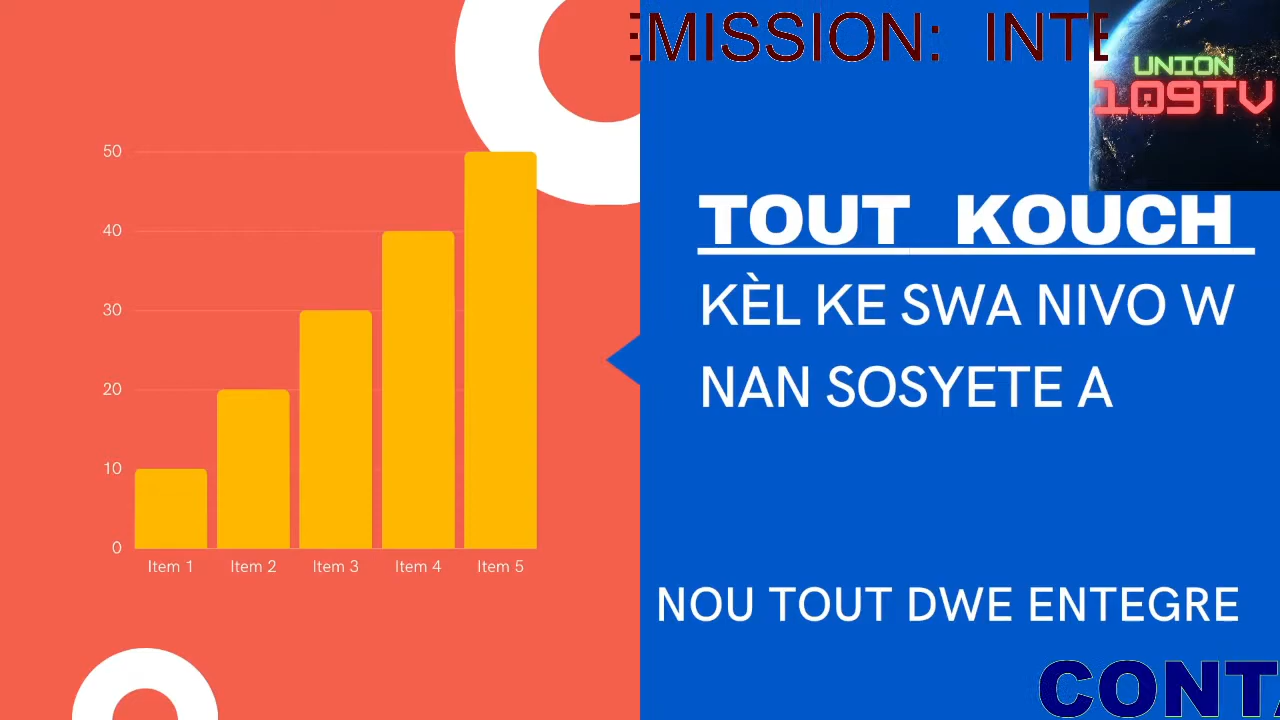 MISSION: INTE
UNION
109TV
TOUT KOUCH
KÈL KE SWA NIVO W
NAN SOSYETE A
50
40
30
20
10
0
Item 1 Item 2 Item 3 Item 4 Item 5
NOU TOUT DWE ENTEGRE
CONT